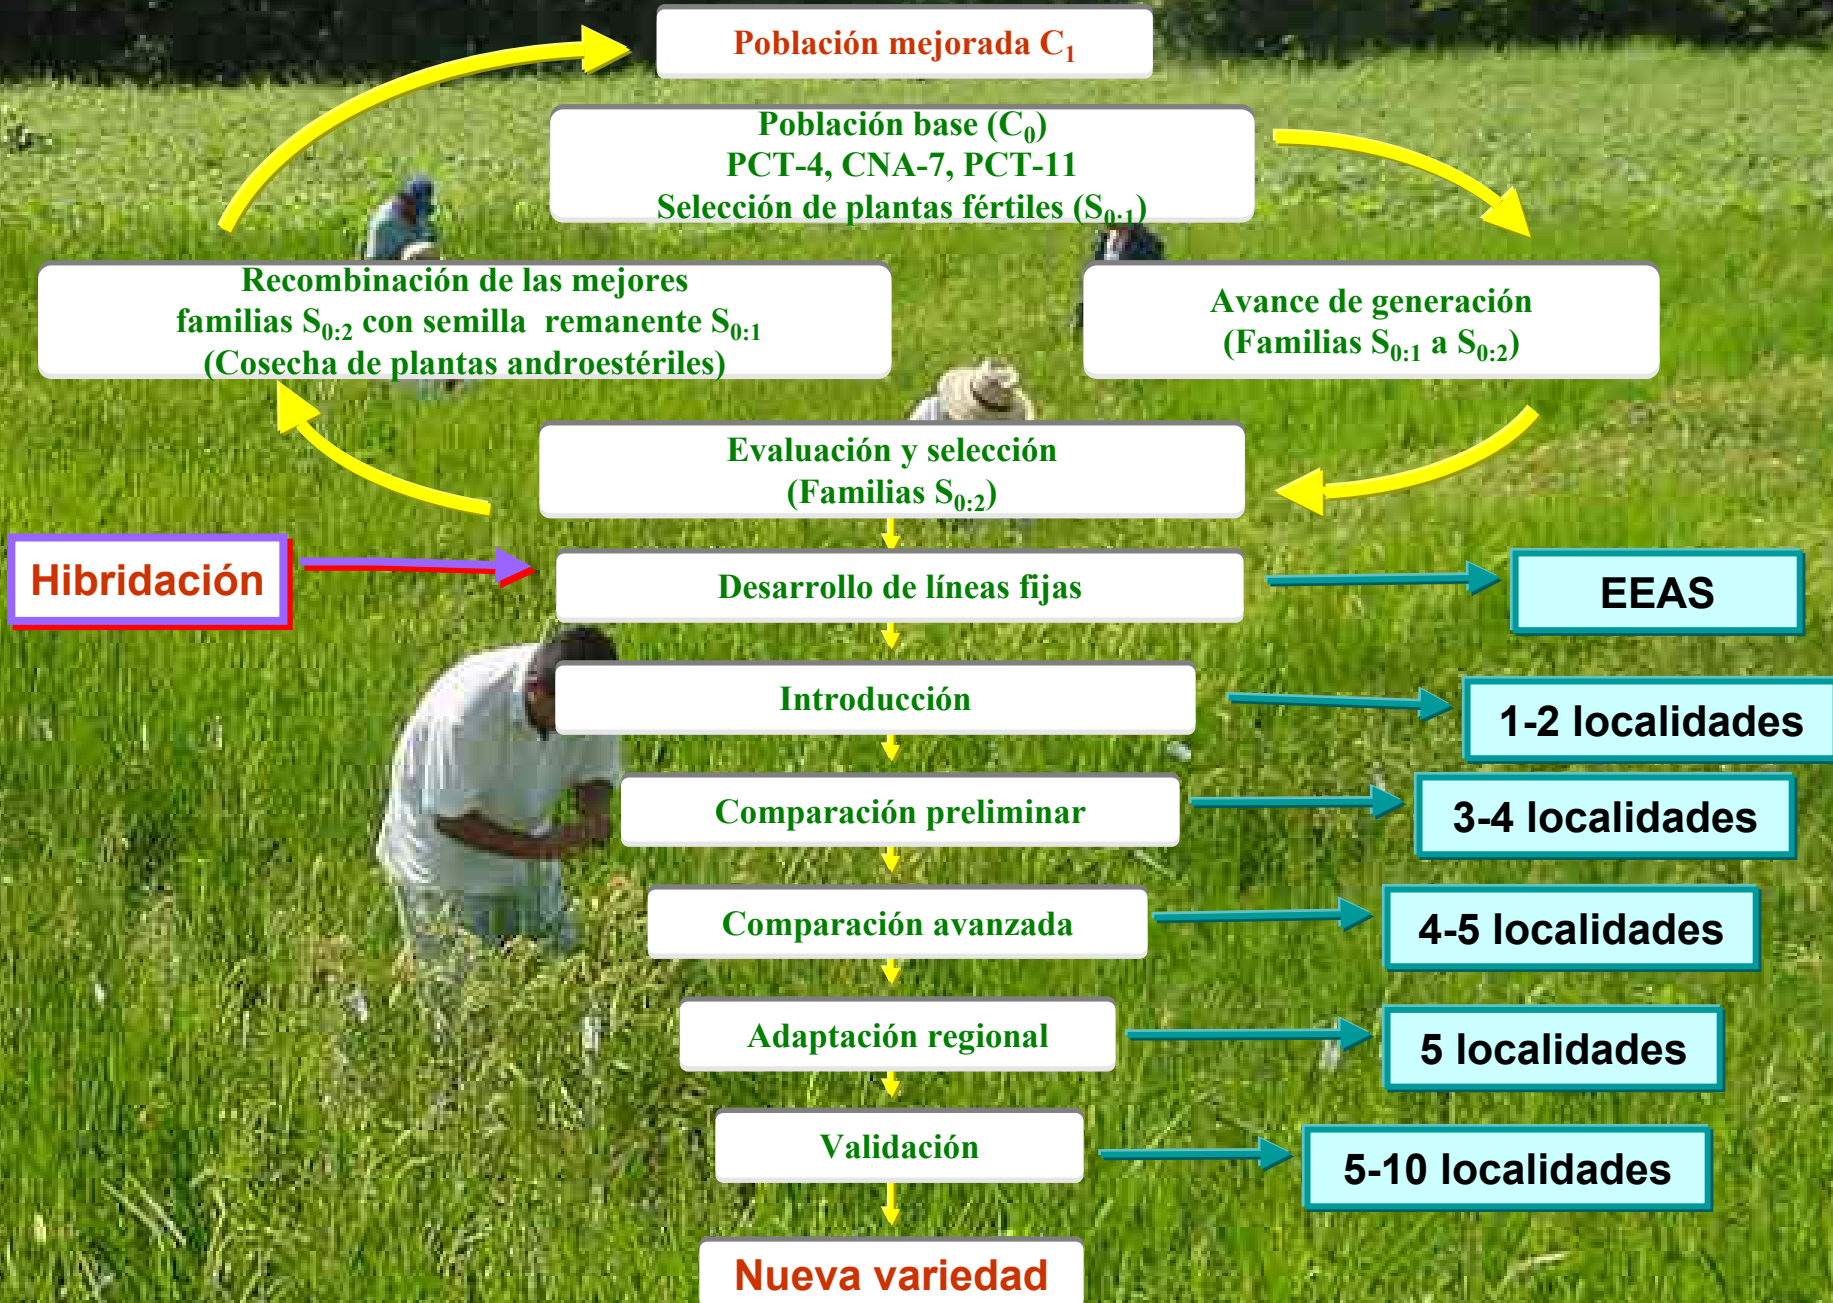 Población mejorada C₁
Población base (C₀)
PCT-4, CNA-7, PCT-11
Selección de plantas fértiles (S₀:₁)
Recombinación de las mejores
familias S₀:₂ con semilla remanente S₀:₁
(Cosecha de plantas androestériles)
Avance de generación
(Familias S₀:₁ a S₀:₂)
Evaluación y selección
(Familias S₀:₂)
Hibridación
Desarrollo de líneas fijas
EEAS
Introducción
1-2 localidades
Comparación preliminar
3-4 localidades
Comparación avanzada
4-5 localidades
Adaptación regional
5 localidades
Validación
5-10 localidades
Nueva variedad